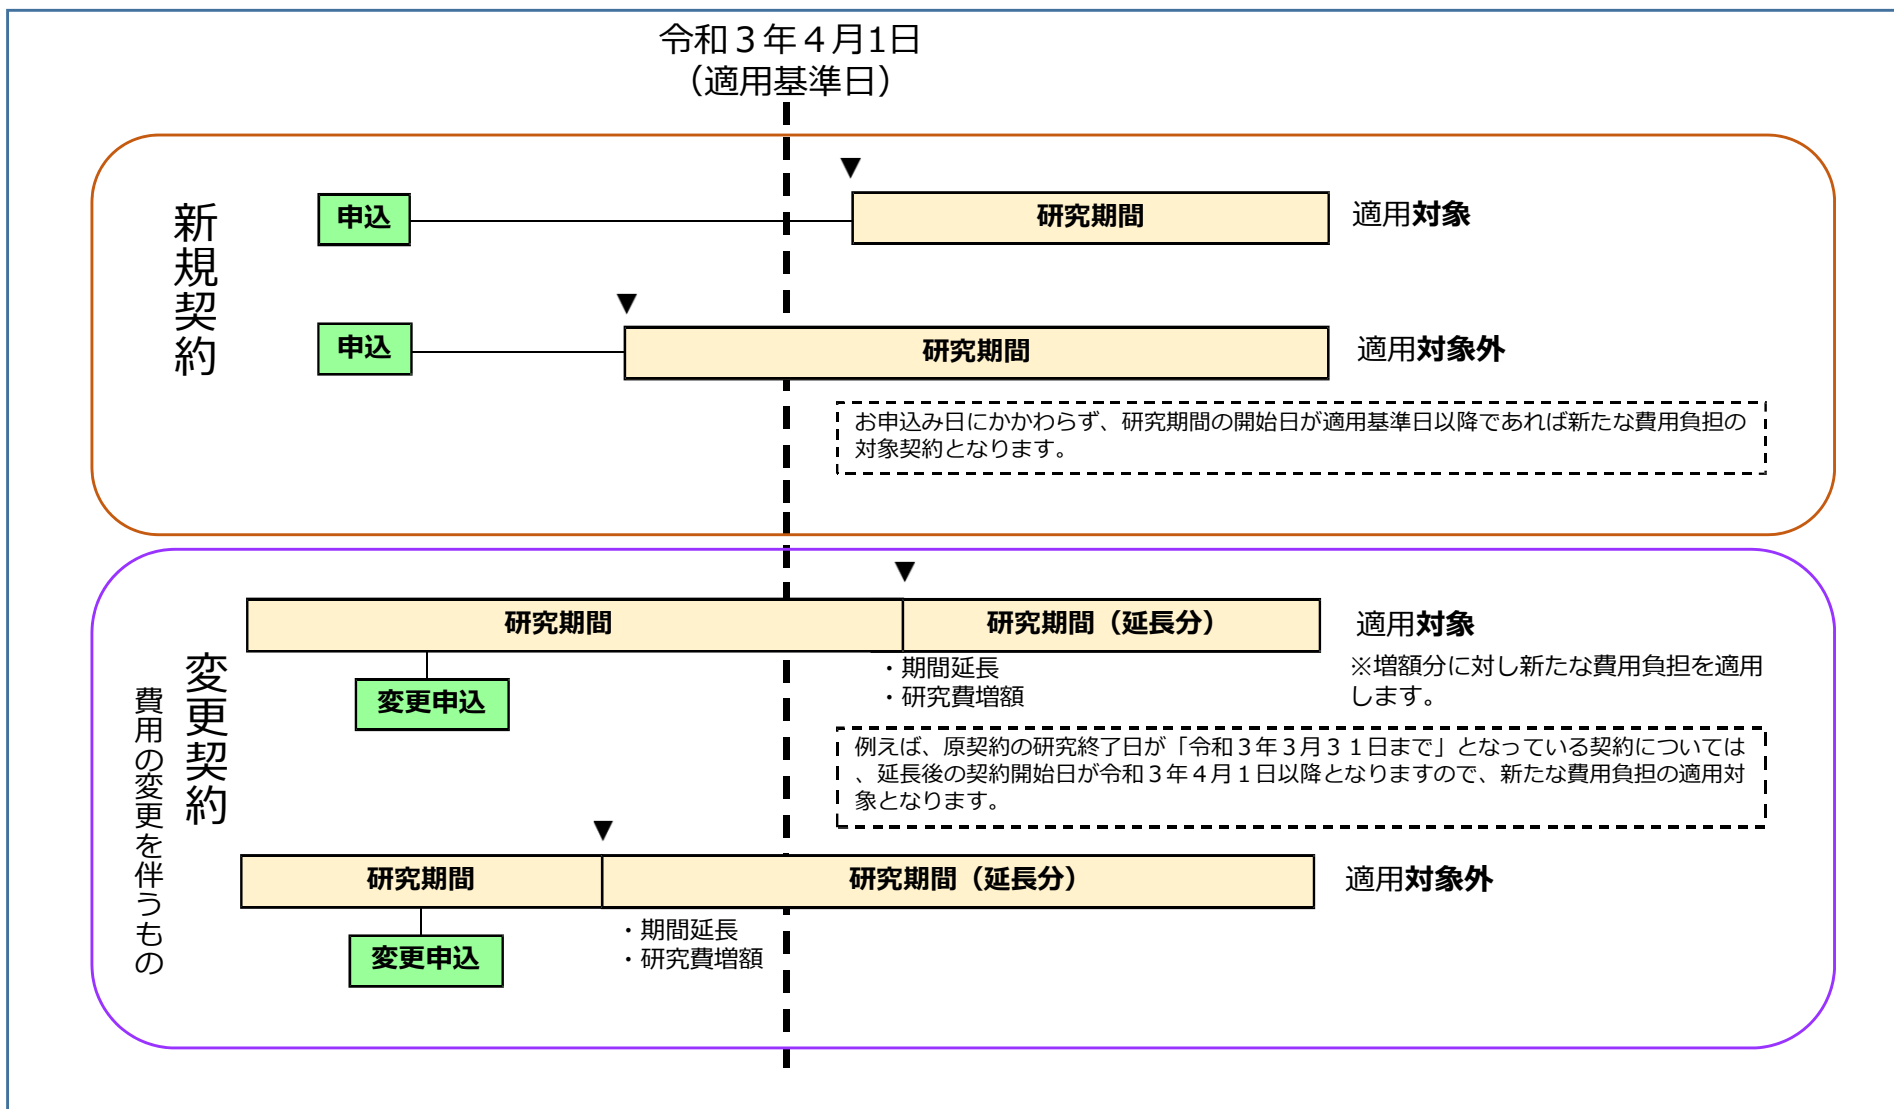 令和３年４月1日
（適用基準日）
新規契約
▼
申込
研究期間
適用対象
▼
申込
研究期間
適用対象外
お申込み日にかかわらず、研究期間の開始日が適用基準日以降であれば新たな費用負担の
対象契約となります。
変更契約
費用の変更を伴うもの
▼
研究期間
研究期間（延長分）
適用対象
変更申込
・期間延長
・研究費増額
※増額分に対し新たな費用負担を適用
します。
例えば、原契約の研究終了日が「令和３年３月３１日まで」となっている契約については
、延長後の契約開始日が令和３年４月１日以降となりますので、新たな費用負担の適用対
象となります。
▼
研究期間
研究期間（延長分）
適用対象外
変更申込
・期間延長
・研究費増額